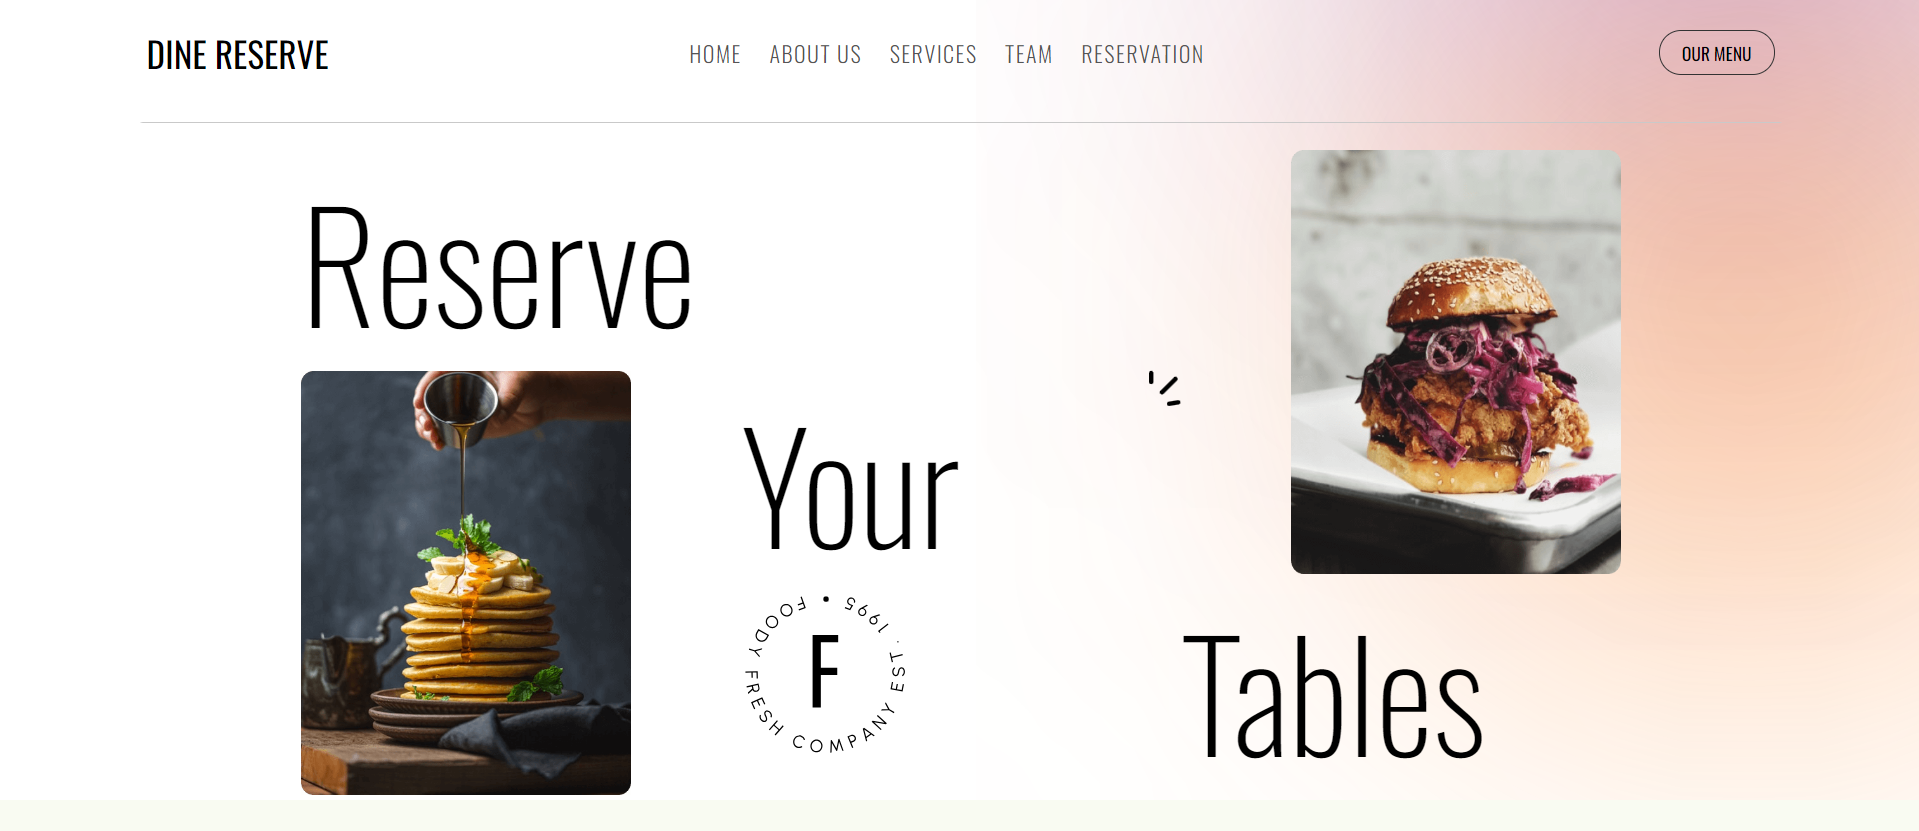 DINE RESERVE
HOME ABOUT US SERVICES TEAM RESERVATION
OUR MENU
Reserve
Your
FOODY FRESH COMPANY EST . 1995 •
F
Tables